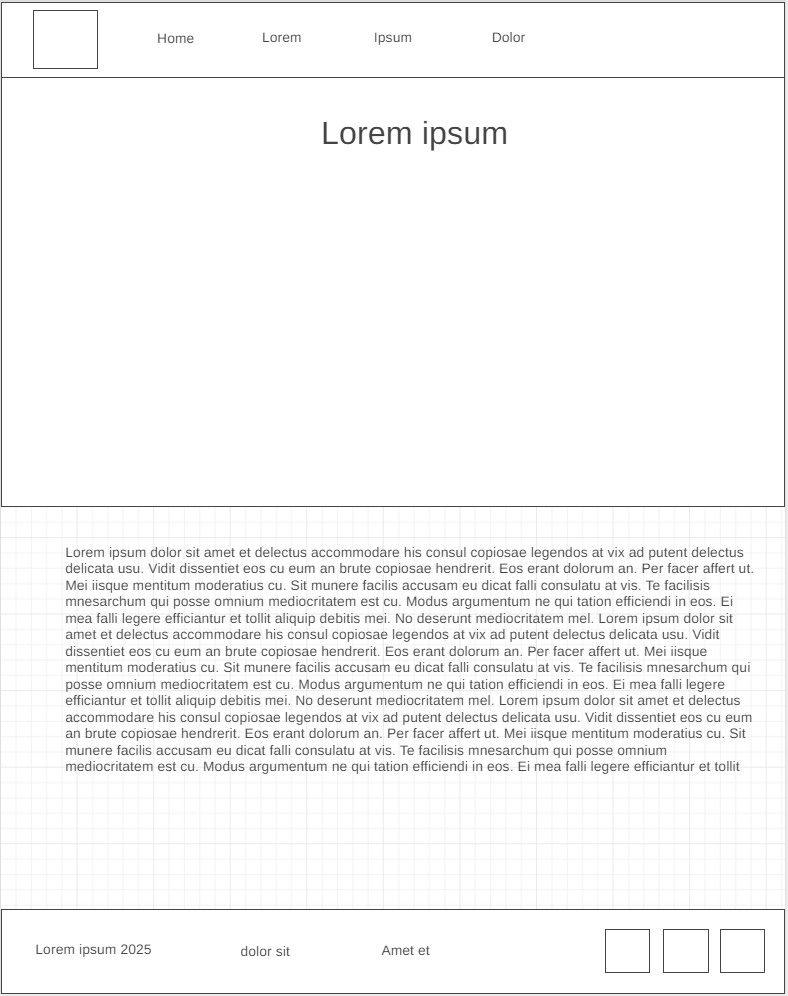 Home Lorem Ipsum Dolor
Lorem ipsum
Lorem ipsum dolor sit amet et delectus accommodare his consul copiosae legendos at vix ad putent delectus
delicata usu. Vidit dissentiet eos cu eum an brute copiosae hendrerit. Eos erant dolorum an. Per facer affert ut.
Mei iisque mentitum moderatius cu. Sit munere facilis accusam eu dicat falli consulatu at vis. Te facilisis
mnesarchum qui posse omnium mediocritatem est cu. Modus argumentum ne qui tation efficiendi in eos. Ei
mea falli legere efficiantur et tollit aliquip debitis mei. No deserunt mediocritatem mel. Lorem ipsum dolor sit
amet et delectus accommodare his consul copiosae legendos at vix ad putent delectus delicata usu. Vidit
dissentiet eos cu eum an brute copiosae hendrerit. Eos erant dolorum an. Per facer affert ut. Mei iisque
mentitum moderatius cu. Sit munere facilis accusam eu dicat falli consulatu at vis. Te facilisis mnesarchum qui
posse omnium mediocritatem est cu. Modus argumentum ne qui tation efficiendi in eos. Ei mea falli legere
efficiantur et tollit aliquip debitis mei. No deserunt mediocritatem mel. Lorem ipsum dolor sit amet et delectus
accommodare his consul copiosae legendos at vix ad putent delectus delicata usu. Vidit dissentiet eos cu eum
an brute copiosae hendrerit. Eos erant dolorum an. Per facer affert ut. Mei iisque mentitum moderatius cu. Sit
munere facilis accusam eu dicat falli consulatu at vis. Te facilisis mnesarchum qui posse omnium
mediocritatem est cu. Modus argumentum ne qui tation efficiendi in eos. Ei mea falli legere efficiantur et tollit
Lorem ipsum 2025 dolor sit Amet et